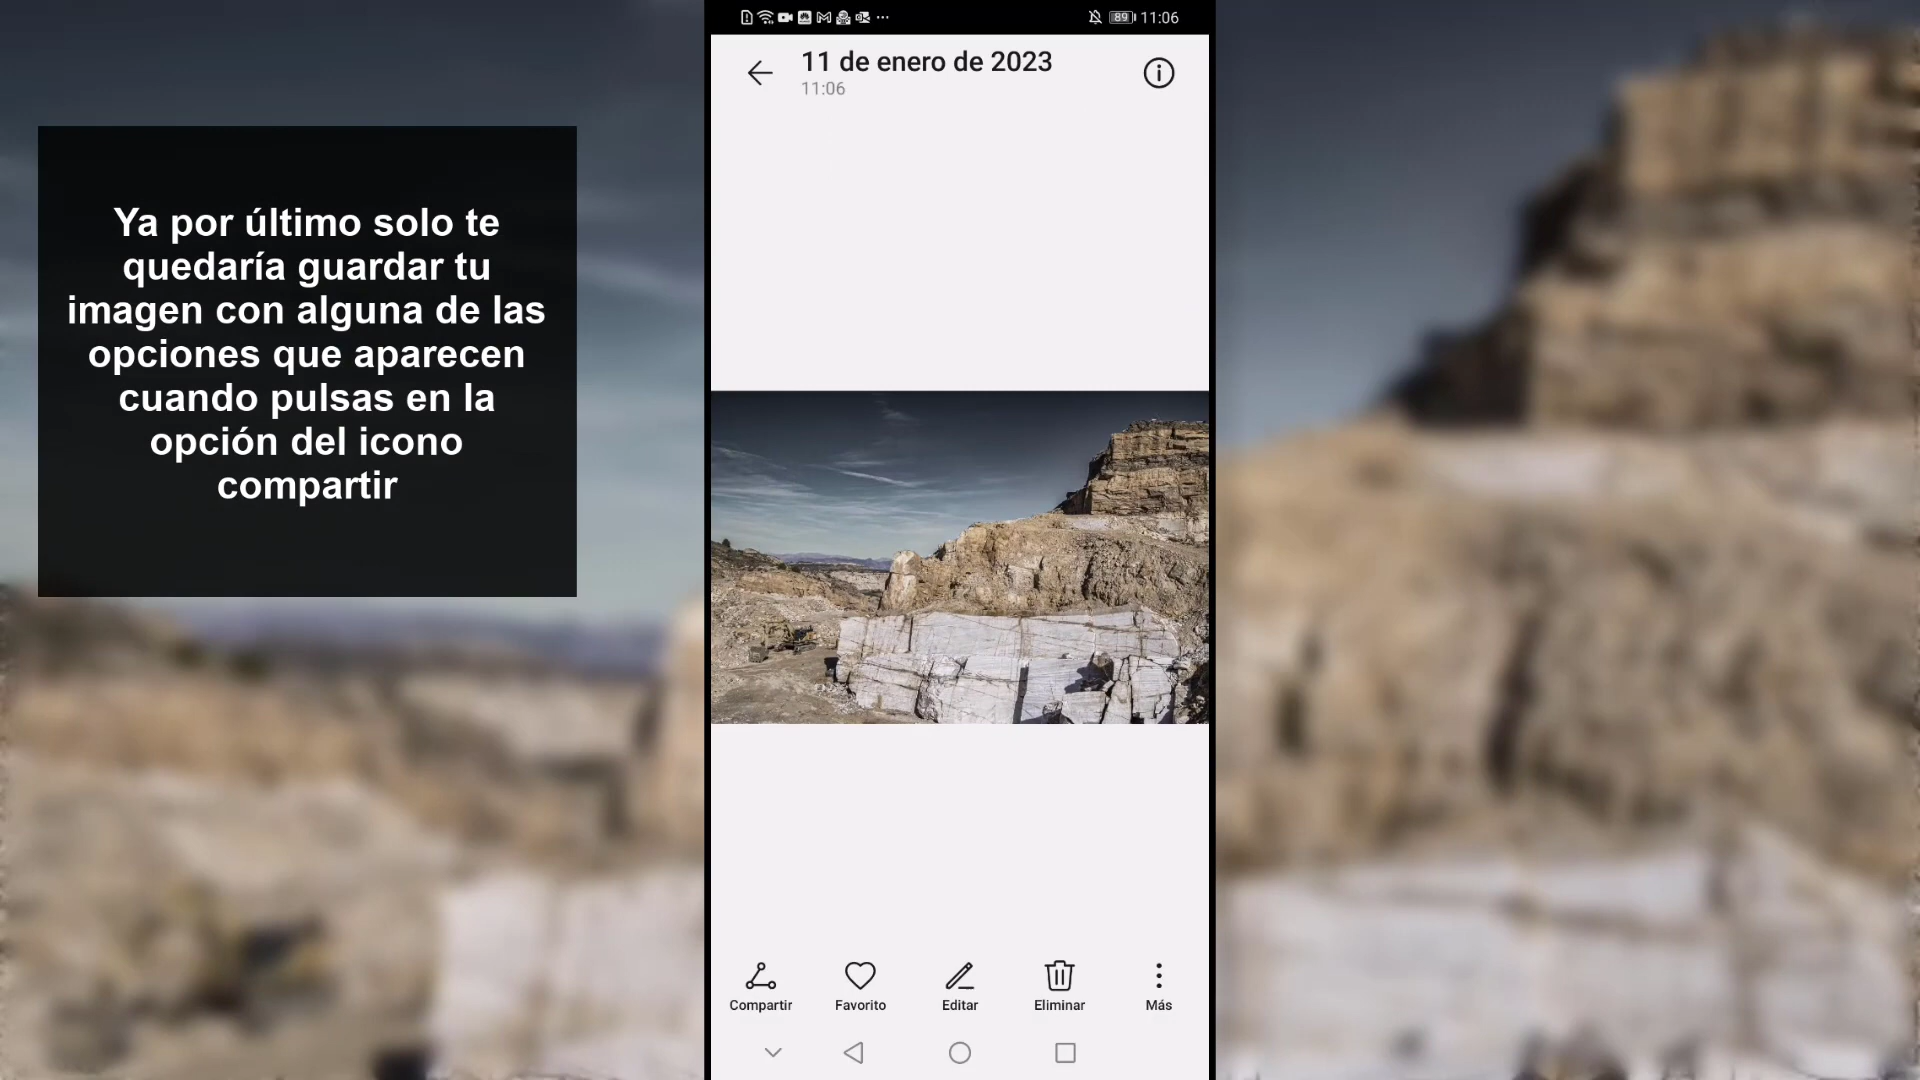 89 11:06
11 de enero de 2023
11:06
Ya por último solo te
quedaría guardar tu
imagen con alguna de las
opciones que aparecen
cuando pulsas en la
opción del icono
compartir
Compartir Favorito Editar Eliminar Más